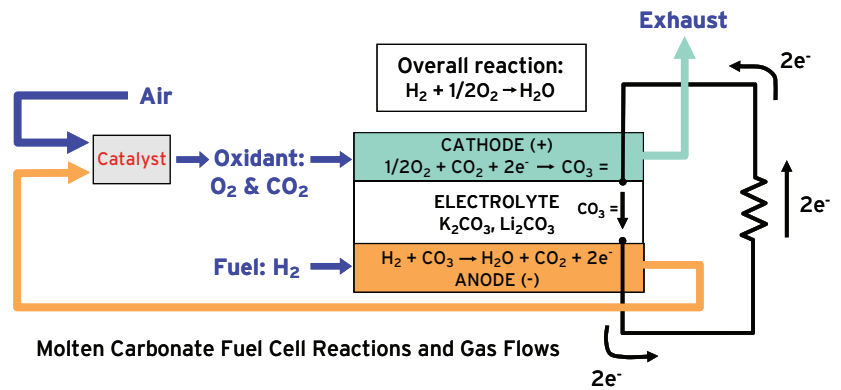 Exhaust
2e⁻
Overall reaction:
H₂ + 1/2O₂ → H₂O
Air
Catalyst
Oxidant:
O₂ & CO₂
CATHODE (+)
1/2O₂ + CO₂ + 2e⁻ → CO₃ =
ELECTROLYTE
K₂CO₃, Li₂CO₃
CO₃ =
2e⁻
Fuel: H₂
H₂ + CO₃ → H₂O + CO₂ + 2e⁻
ANODE (-)
Molten Carbonate Fuel Cell Reactions and Gas Flows
2e⁻